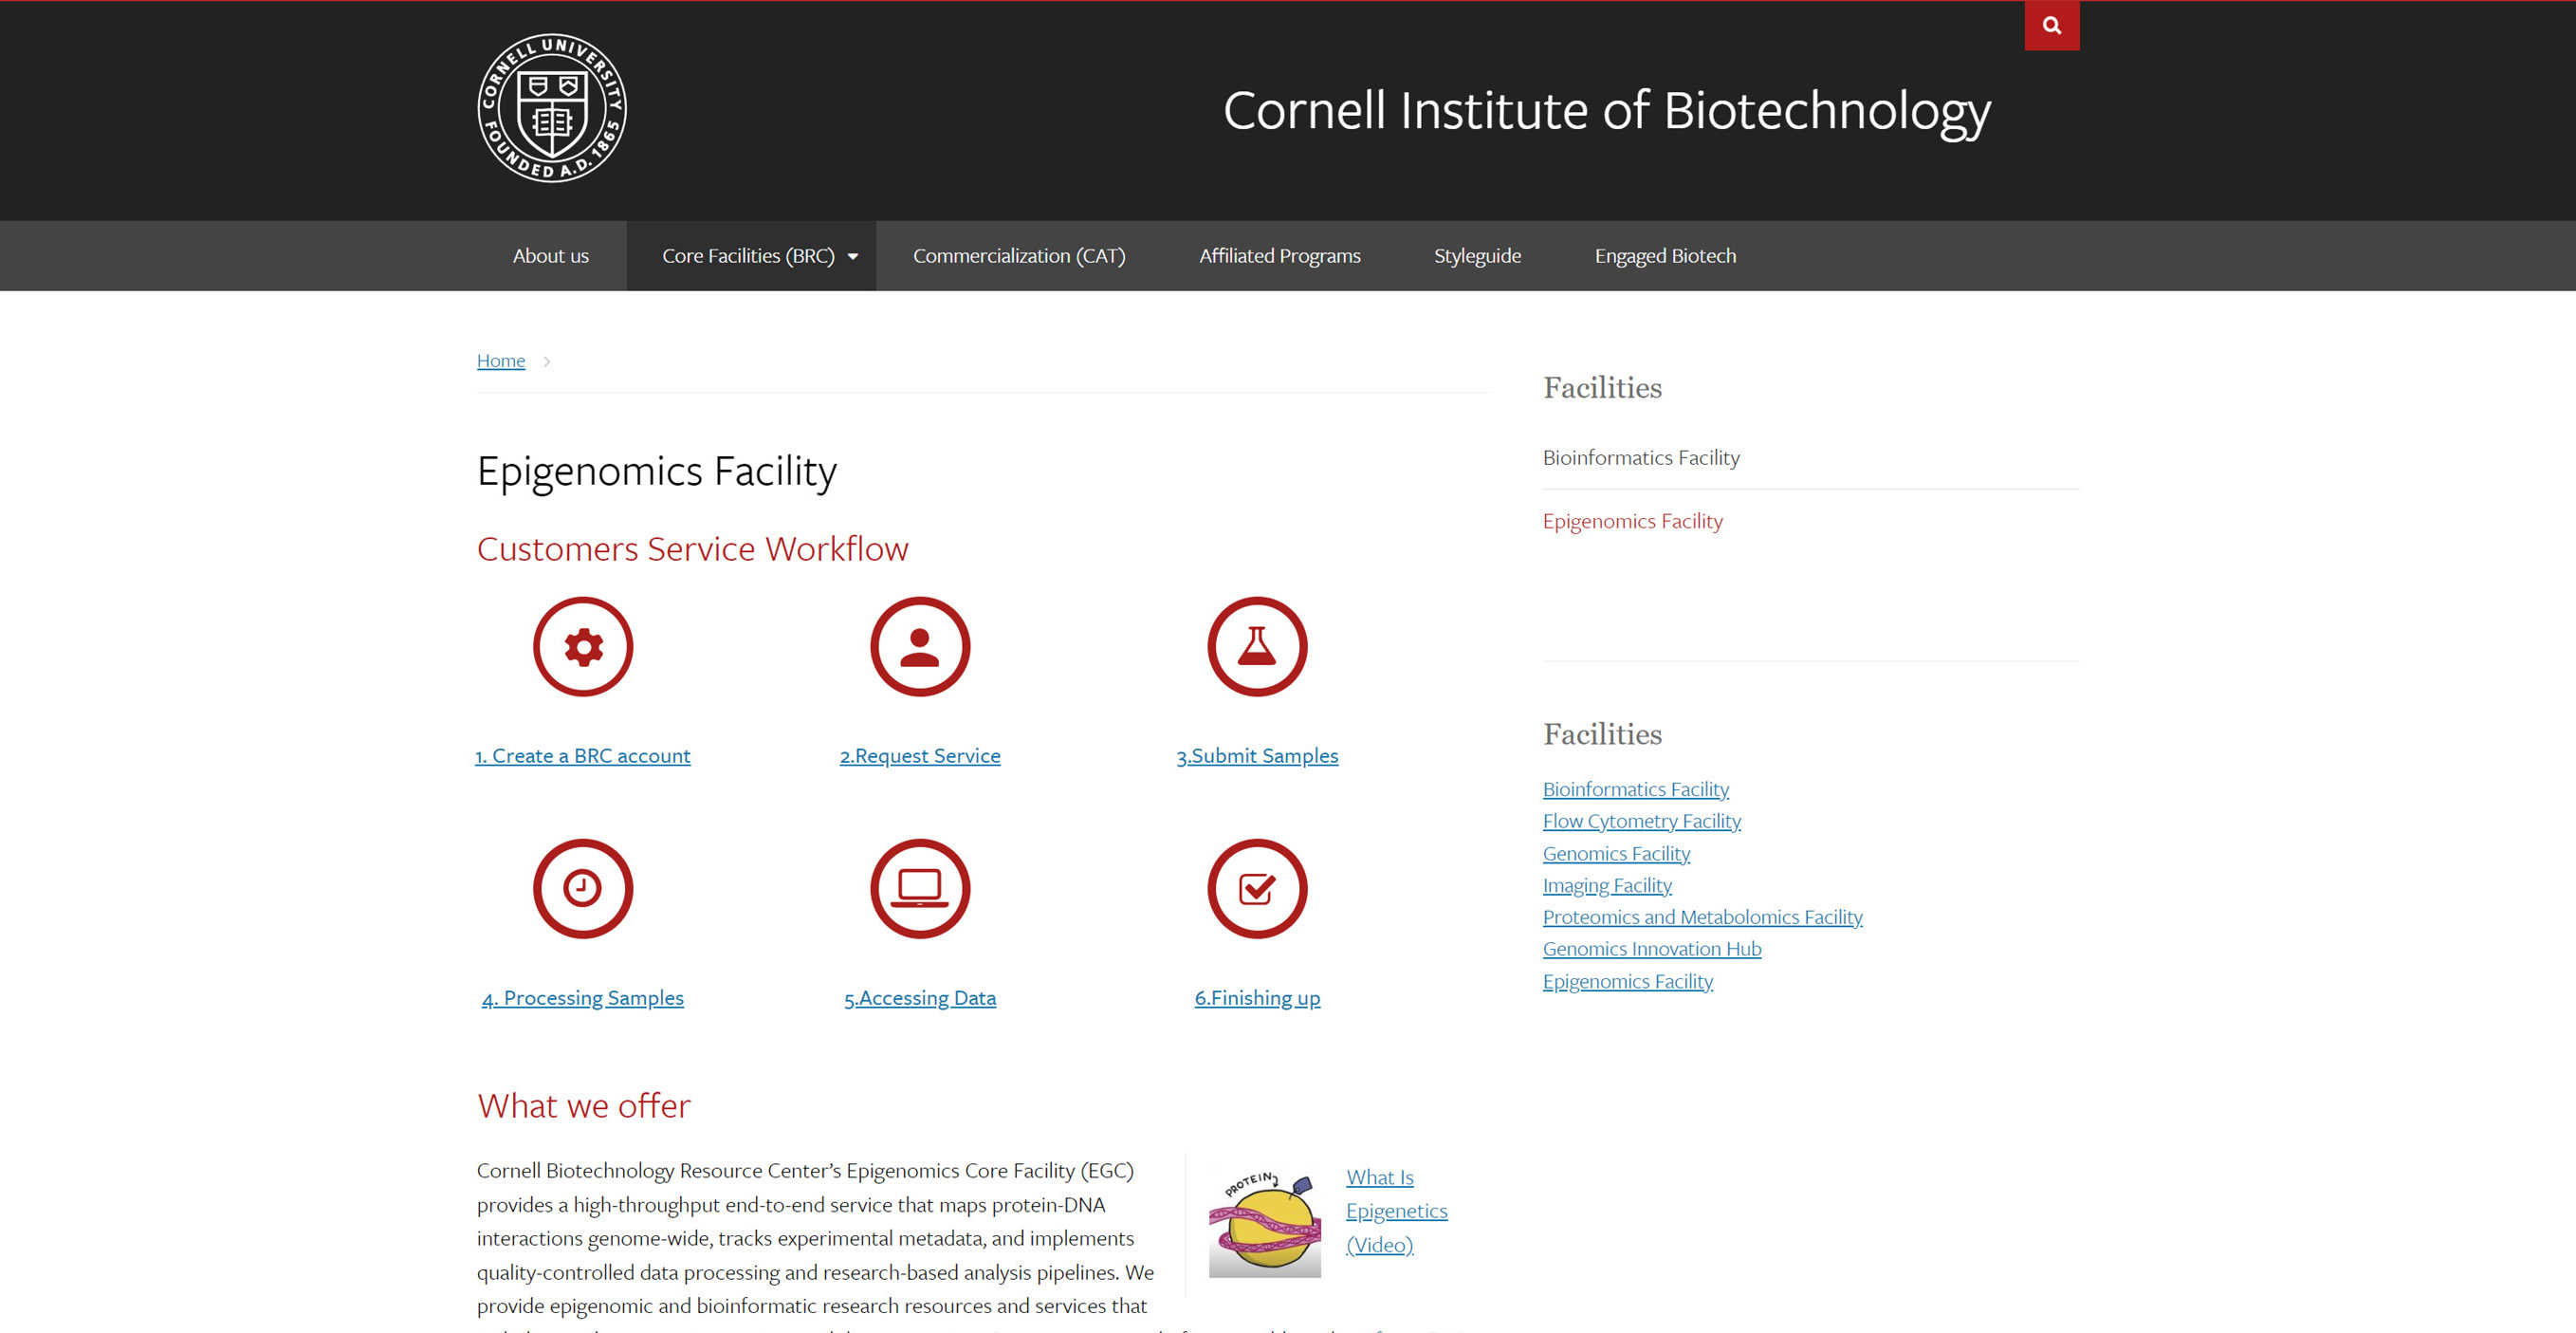 CORNELL UNIVERSITY
FOUNDED A.D. 1865
Cornell Institute of Biotechnology
About us
Core Facilities (BRC)
Commercialization (CAT)
Affiliated Programs
Styleguide
Engaged Biotech
Home
Epigenomics Facility
Customers Service Workflow
1. Create a BRC account
2.Request Service
3.Submit Samples
4. Processing Samples
5.Accessing Data
6.Finishing up
What we offer
Cornell Biotechnology Resource Center’s Epigenomics Core Facility (EGC)
provides a high-throughput end-to-end service that maps protein-DNA
interactions genome-wide, tracks experimental metadata, and implements
quality-controlled data processing and research-based analysis pipelines. We
provide epigenomic and bioinformatic research resources and services that
PROTEIN
What Is
Epigenetics
(Video)
Facilities
Bioinformatics Facility
Epigenomics Facility
Facilities
Bioinformatics Facility
Flow Cytometry Facility
Genomics Facility
Imaging Facility
Proteomics and Metabolomics Facility
Genomics Innovation Hub
Epigenomics Facility